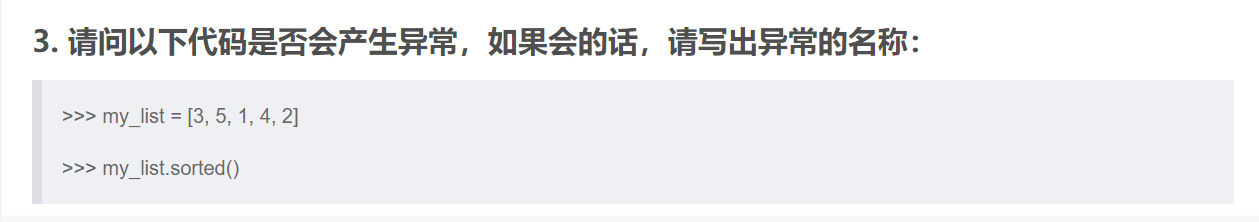 3. 请问以下代码是否会产生异常，如果会的话，请写出异常的名称：
>>> my_list = [3, 5, 1, 4, 2]
>>> my_list.sorted()